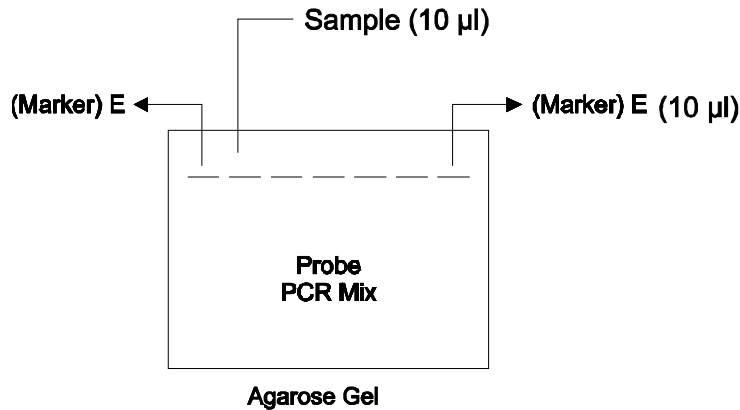 Sample (10 µl)
(Marker) E
(Marker) E (10 µl)
Probe
PCR Mix
Agarose Gel